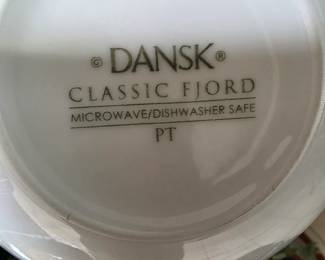 © DANSK ®
CLASSIC FJORD
MICROWAVE/DISHWASHER SAFE
PT